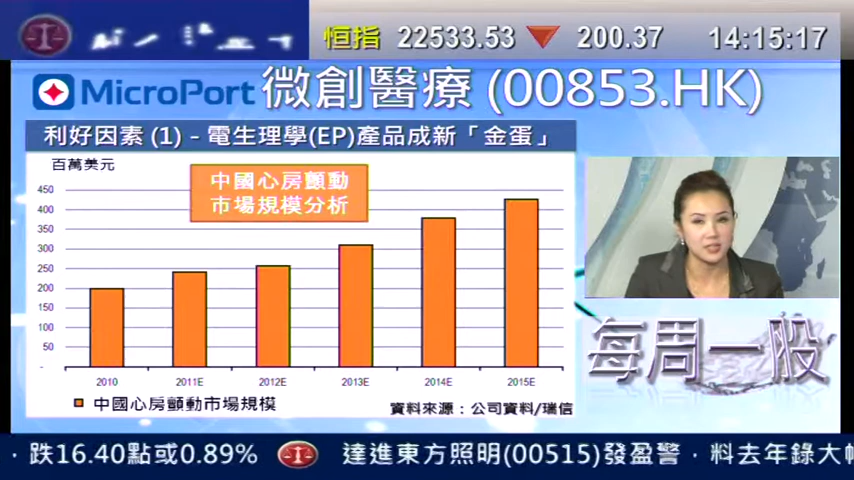 恒指 22533.53 200.37 14:15:17
MicroPort 微創醫療 (00853.HK)
利好因素 (1) - 電生理學(EP)產品成新「金蛋」
百萬美元
中國心房顫動
市場規模分析
450
400
350
300
250
200
150
100
50
-
2010 2011E 2012E 2013E 2014E 2015E
中國心房顫動市場規模
資料來源：公司資料/瑞信
每周一股
· 跌16.40點或0.89% 達進東方照明(00515)發盈警 · 料去年錄大